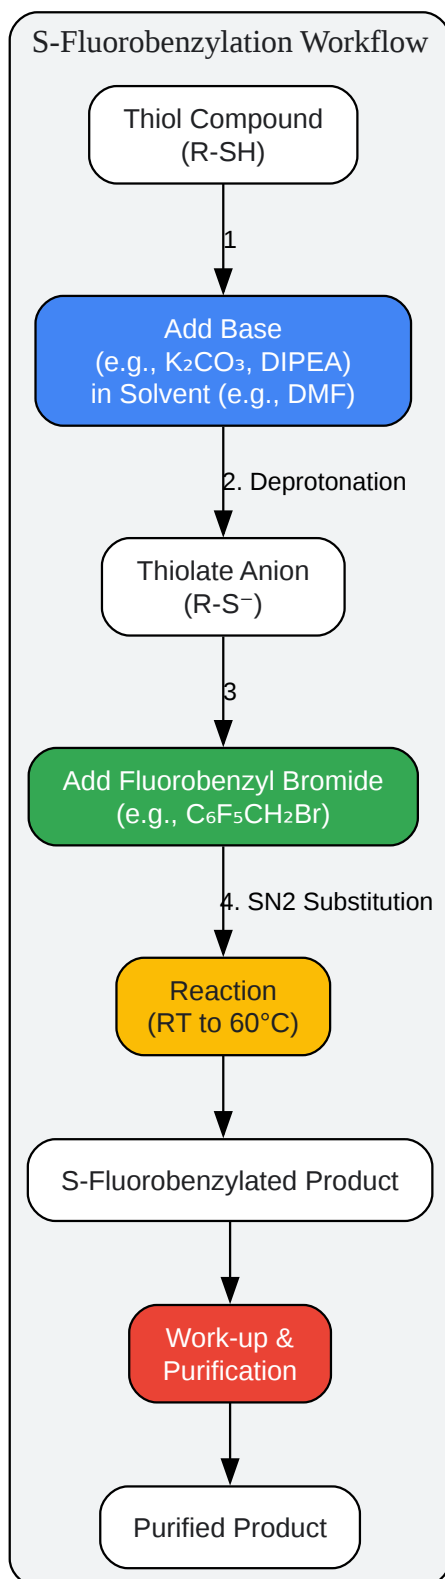 S-Fluorobenzylation Workflow
Thiol Compound
(R-SH)
1
Add Base
(e.g., K₂CO₃, DIPEA)
in Solvent (e.g., DMF)
2. Deprotonation
Thiolate Anion
(R-S⁻)
3
Add Fluorobenzyl Bromide
(e.g., C₆F₅CH₂Br)
4. SN2 Substitution
Reaction
(RT to 60°C)
S-Fluorobenzylated Product
Work-up &
Purification
Purified Product